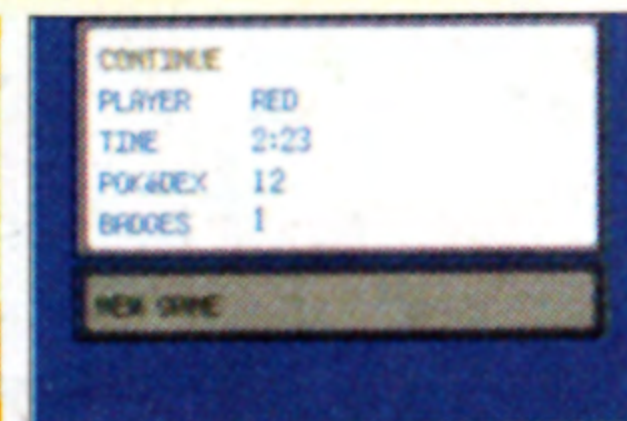 CONTINUE
PLAYER RED
TIME 2:23
POKéDEX 12
BADGES 1
NEW GAME